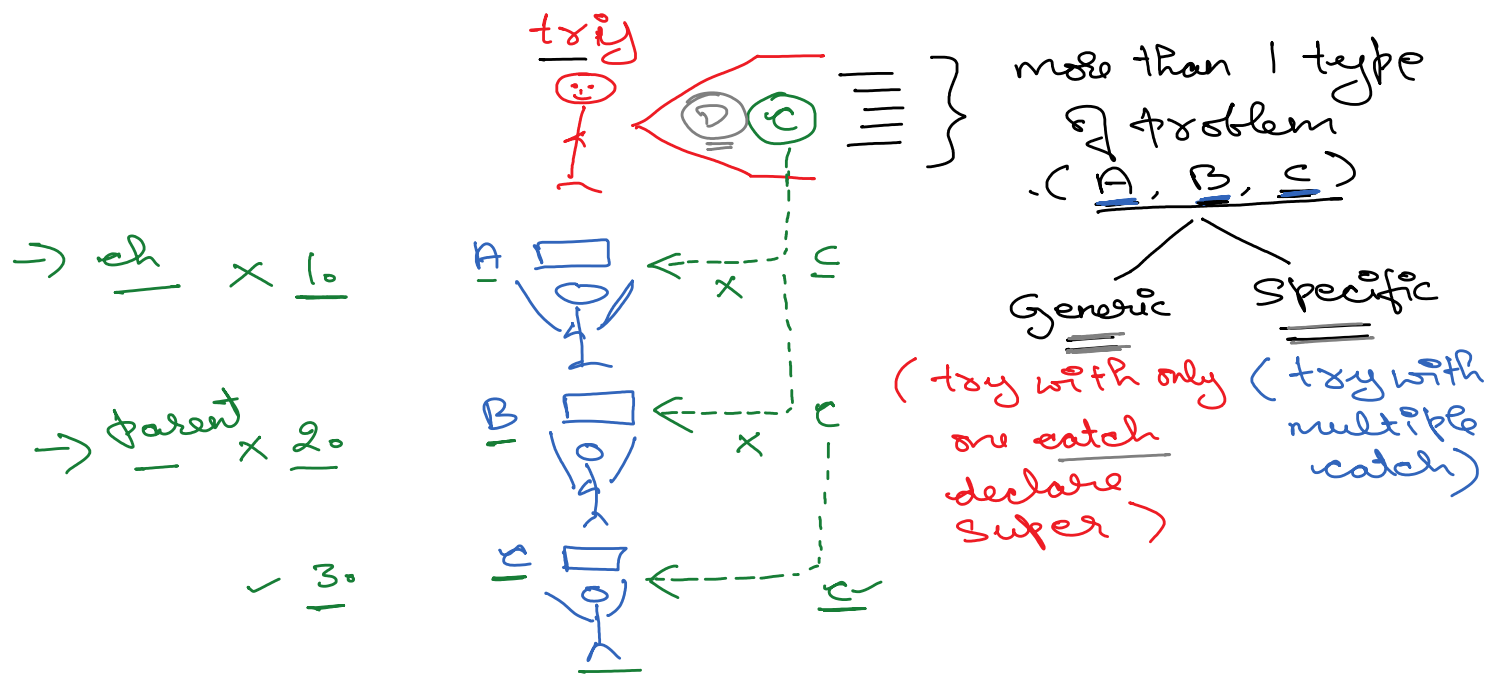 try
D C
more than 1 type
of problem
.( A, B, C )
→ ch × 1.
A
× C
Generic
Specific
( try with only
one catch
declare
super )
( try with
multiple
catch )
→ parent × 2.
B
× C
✓ 3.
C
C ✓